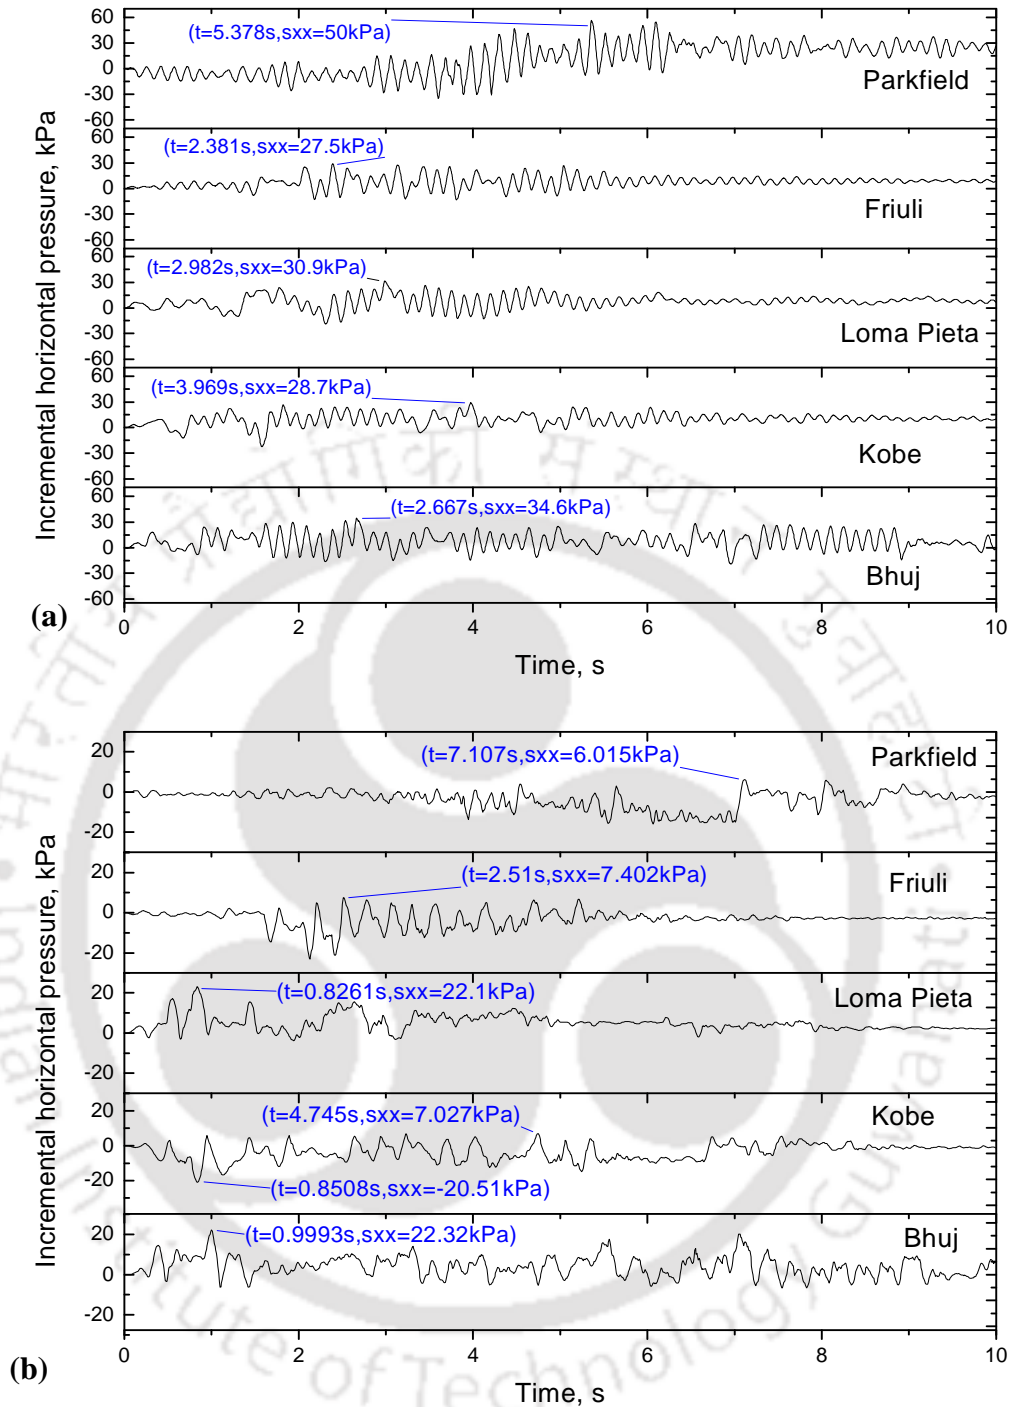 Incremental horizontal pressure, kPa
60
30
0
-30
-60
(t=5.378s,sxx=50kPa)
Parkfield
60
30
0
-30
-60
(t=2.381s,sxx=27.5kPa)
Friuli
60
30
0
-30
-60
(t=2.982s,sxx=30.9kPa)
Loma Pieta
60
30
0
-30
-60
(t=3.969s,sxx=28.7kPa)
Kobe
60
30
0
-30
-60
(t=2.667s,sxx=34.6kPa)
Bhuj
(a)
0 2 4 6 8 10
Time, s
Incremental horizontal pressure, kPa
20
0
-20
(t=7.107s,sxx=6.015kPa)
Parkfield
20
0
-20
(t=2.51s,sxx=7.402kPa)
Friuli
20
0
-20
(t=0.8261s,sxx=22.1kPa)
Loma Pieta
20
0
-20
(t=4.745s,sxx=7.027kPa)
Kobe
(t=0.8508s,sxx=-20.51kPa)
20
0
-20
(t=0.9993s,sxx=22.32kPa)
Bhuj
(b)
0 2 4 6 8 10
Time, s
Indian Institute of Technology Guwahati